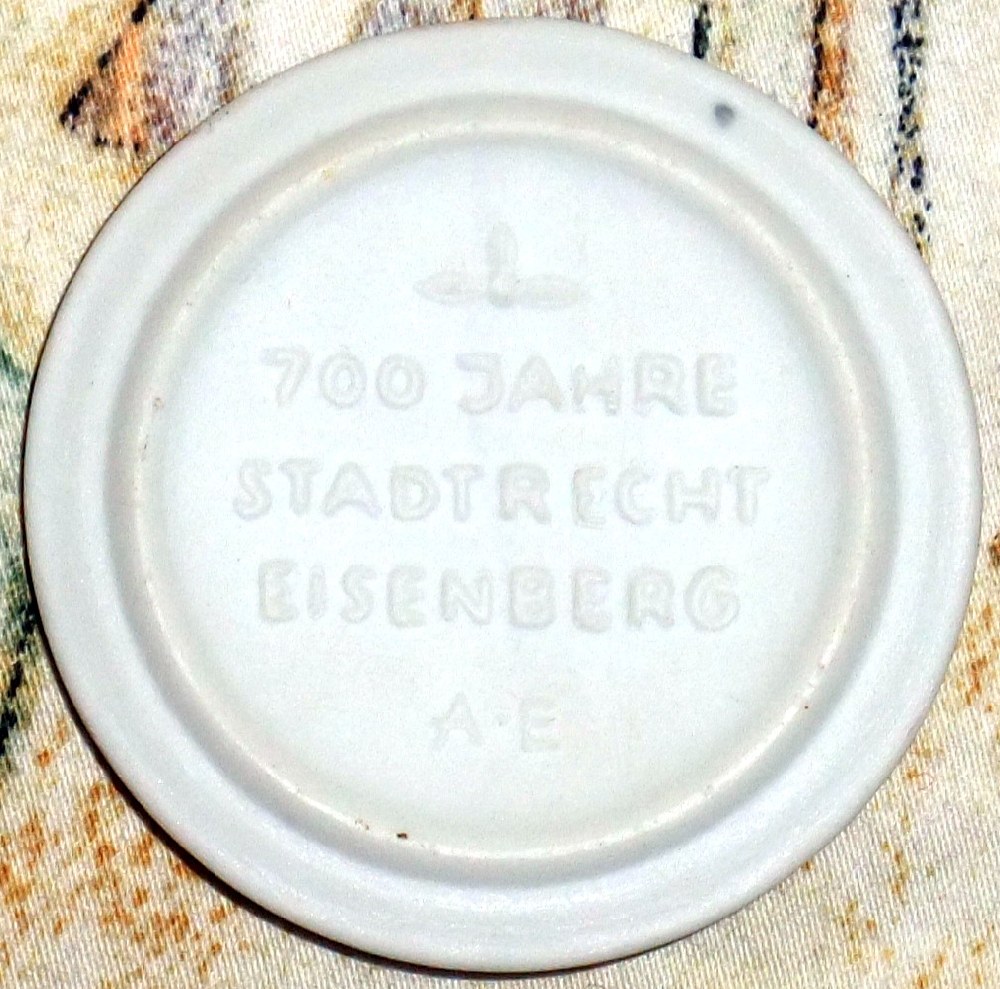 700 JAHRE
STADTRECHT
EISENBERG
A·E